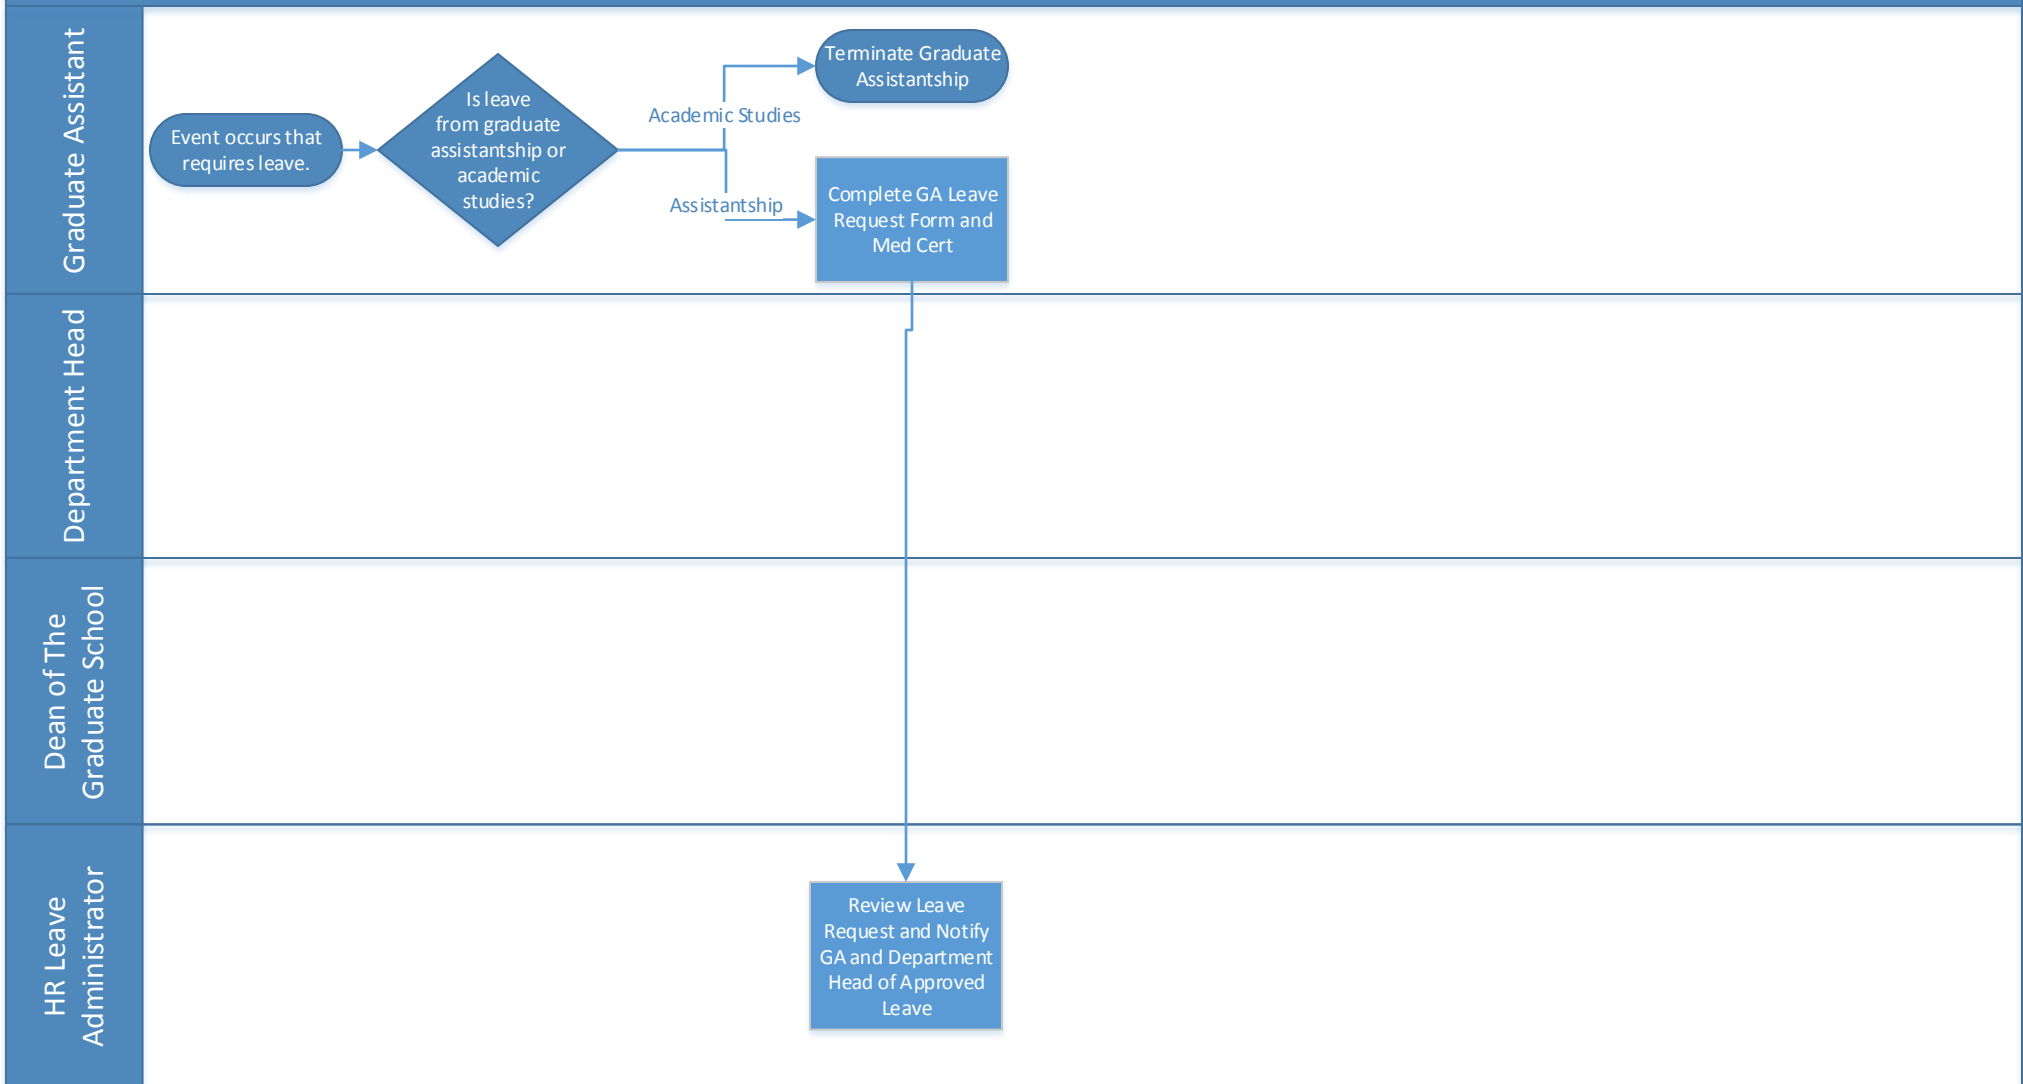 Graduate Assistant
Event occurs that
requires leave.
Is leave
from graduate
assistantship or
academic
studies?
Academic Studies
Assistantship
Terminate Graduate
Assistantship
Complete GA Leave
Request Form and
Med Cert
Department Head
Dean of The
Graduate School
HR Leave
Administrator
Review Leave
Request and Notify
GA and Department
Head of Approved
Leave